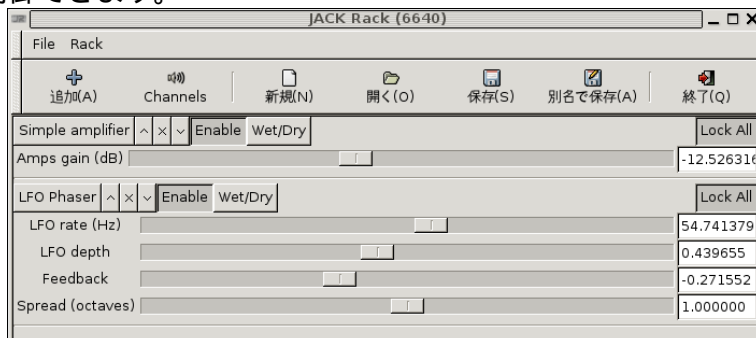 JACK Rack (6640)
File Rack
追加(A) Channels 新規(N) 開く(O) 保存(S) 別名で保存(A) 終了(Q)
Simple amplifier Enable Wet/Dry Lock All
Amps gain (dB) -12.526316
LFO Phaser Enable Wet/Dry Lock All
LFO rate (Hz) 54.741379
LFO depth 0.439655
Feedback -0.271552
Spread (octaves) 1.000000